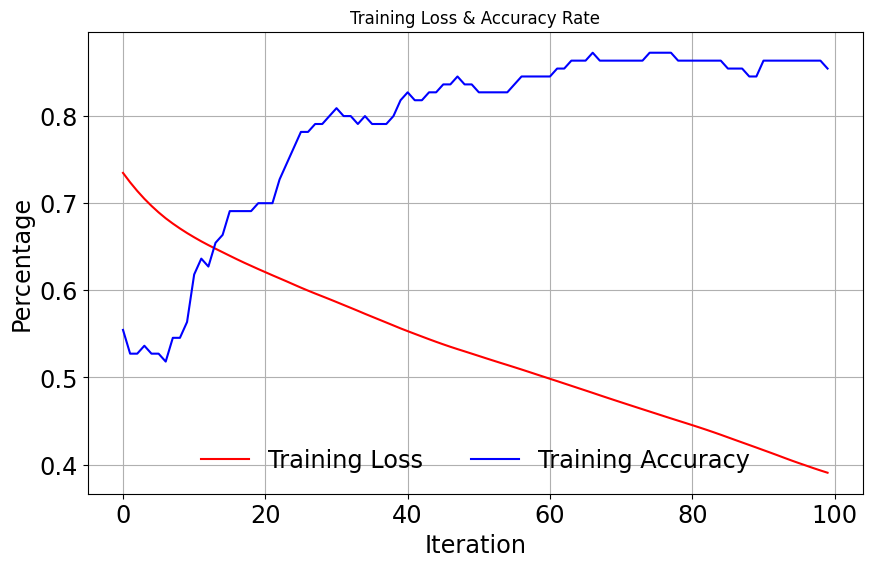 Training Loss & Accuracy Rate
Percentage
0.8
0.7
0.6
0.5
0.4
Training Loss
Training Accuracy
0 20 40 60 80 100
Iteration